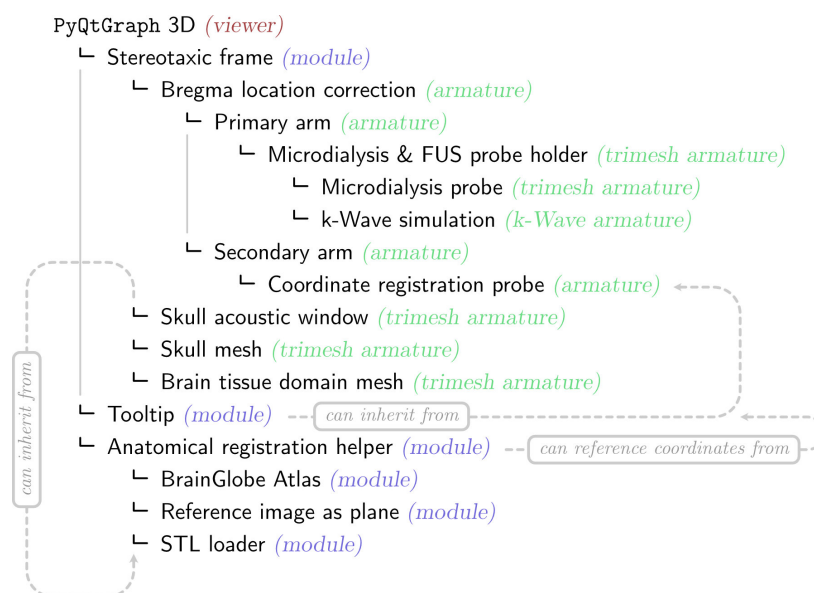 PyQtGraph 3D (viewer)
Stereotaxic frame (module)
Bregma location correction (armature)
Primary arm (armature)
Microdialysis & FUS probe holder (trimesh armature)
Microdialysis probe (trimesh armature)
k-Wave simulation (k-Wave armature)
Secondary arm (armature)
Coordinate registration probe (armature)
Skull acoustic window (trimesh armature)
Skull mesh (trimesh armature)
Brain tissue domain mesh (trimesh armature)
can inherit from
Tooltip (module) can inherit from
Anatomical registration helper (module) can reference coordinates from
BrainGlobe Atlas (module)
Reference image as plane (module)
STL loader (module)